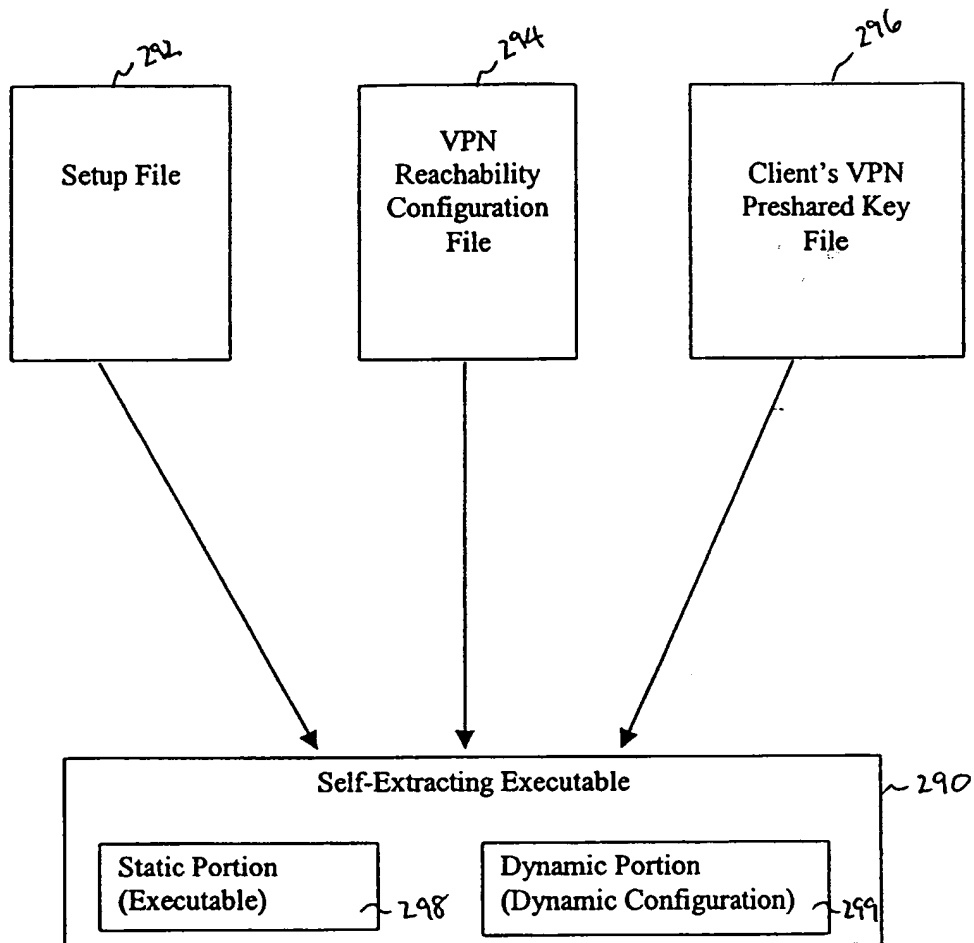 292
294
296
Setup File
VPN
Reachability
Configuration
File
Client's VPN
Preshared Key
File
Self-Extracting Executable
290
Static Portion
(Executable)
298
Dynamic Portion
(Dynamic Configuration)
299